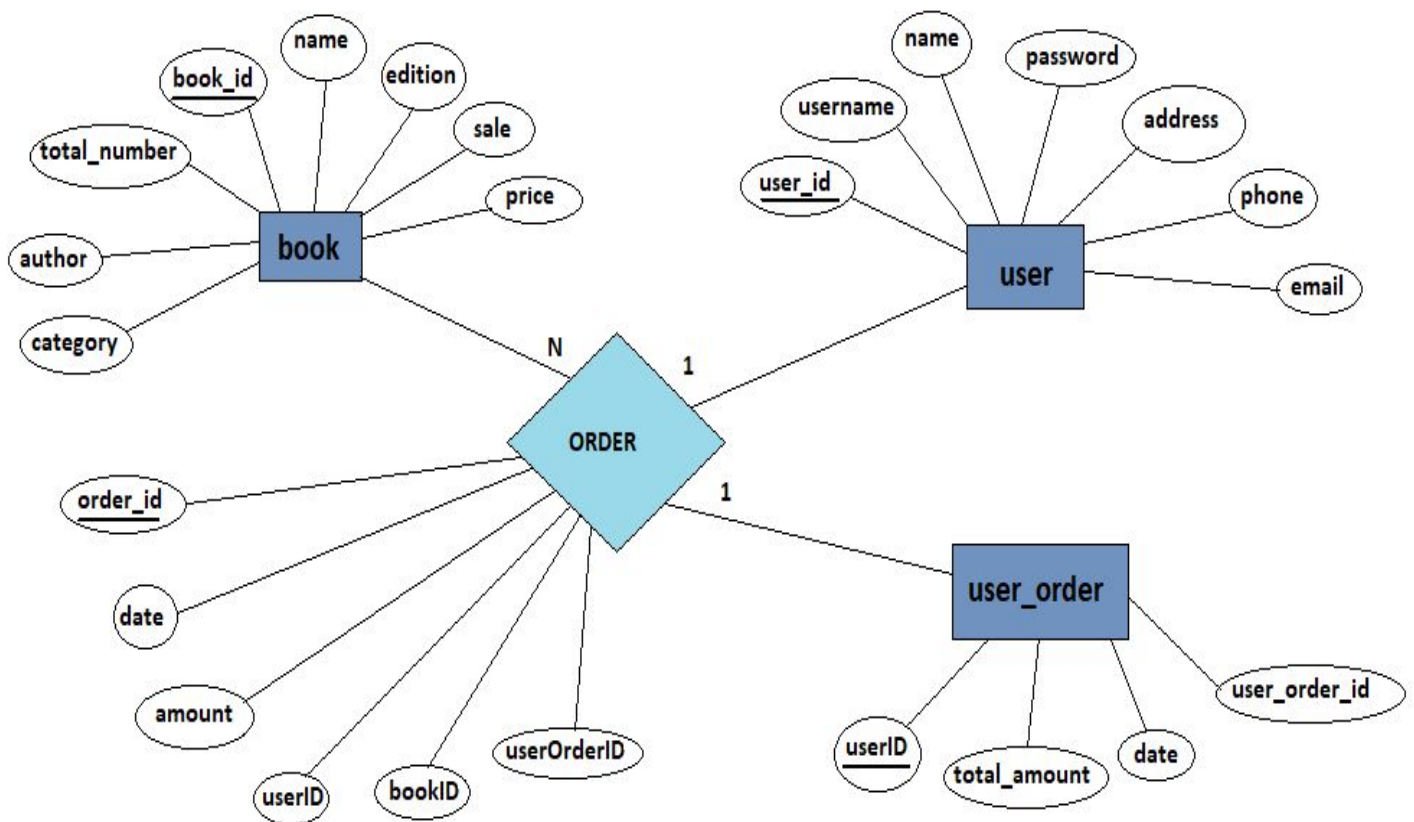 name
book_id
edition
sale
total_number
price
author
book
category
name
password
username
address
user_id
phone
user
email
N
1
ORDER
1
order_id
date
amount
userID
bookID
userOrderID
user_order
user_order_id
userID
total_amount
date